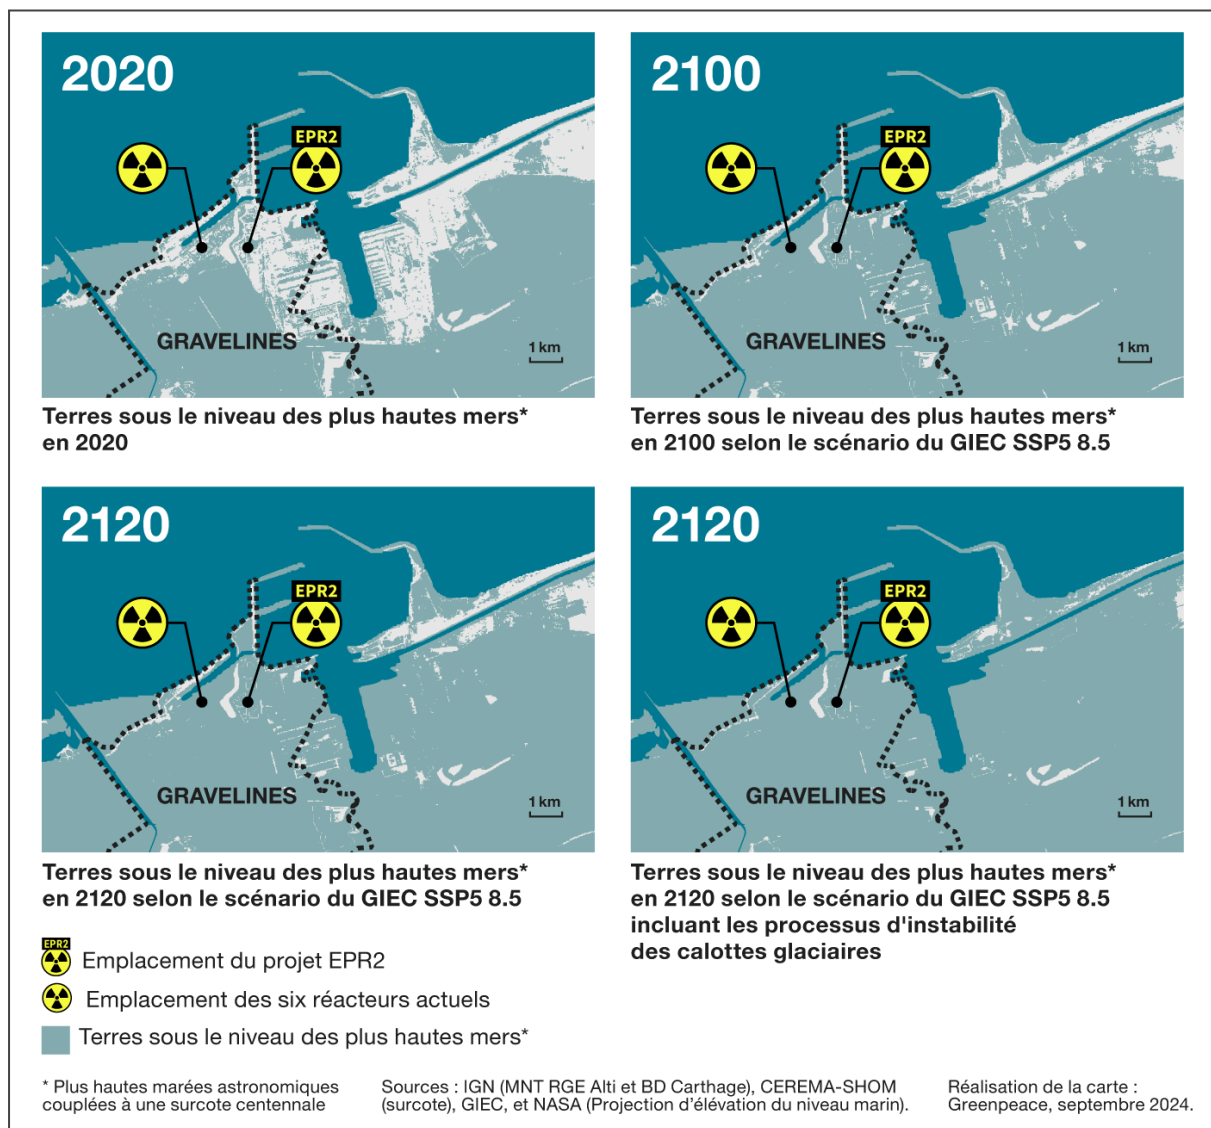 2020
EPR2
GRAVELINES
1 km
Terres sous le niveau des plus hautes mers*
en 2020
2100
EPR2
GRAVELINES
1 km
Terres sous le niveau des plus hautes mers*
en 2100 selon le scénario du GIEC SSP5 8.5
2120
EPR2
GRAVELINES
1 km
Terres sous le niveau des plus hautes mers*
en 2120 selon le scénario du GIEC SSP5 8.5
2120
EPR2
GRAVELINES
1 km
Terres sous le niveau des plus hautes mers*
en 2120 selon le scénario du GIEC SSP5 8.5
incluant les processus d'instabilité
des calottes glaciaires
EPR2
Emplacement du projet EPR2
Emplacement des six réacteurs actuels
Terres sous le niveau des plus hautes mers*
* Plus hautes marées astronomiques
couplées à une surcote centennale
Sources : IGN (MNT RGE Alti et BD Carthage), CEREMA-SHOM
(surcote), GIEC, et NASA (Projection d’élévation du niveau marin).
Réalisation de la carte :
Greenpeace, septembre 2024.